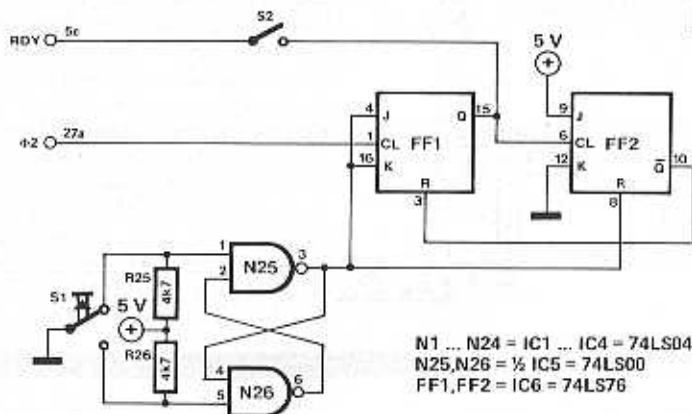 S2
RDY 5c
5 V
4 J Q 15
9 J
Φ2 27a
1 CL FF1
6 CL FF2
16 K
12 K Q 10
R
R
3
8
1 N25 3
2
R25 4k7
S1
5 V
R26 4k7
4 N26 6
5
N1 ... N24 = IC1 ... IC4 = 74LS04
N25,N26 = ½ IC5 = 74LS00
FF1,FF2 = IC6 = 74LS76